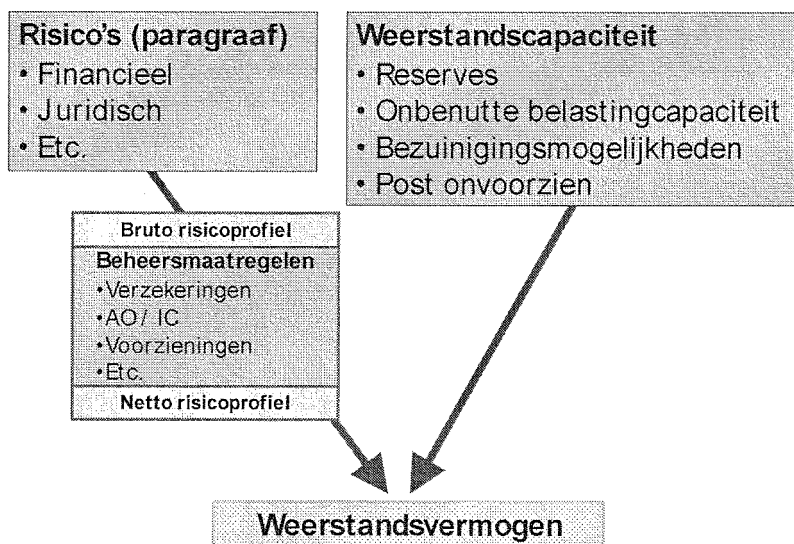 Risico's (paragraaf)
• Financieel
• Juridisch
• Etc.
Weerstandscapaciteit
• Reserves
• Onbenutte belastingcapaciteit
• Bezuinigingsmogelijkheden
• Post onvoorzien
Bruto risicoprofiel
Beheersmaatregelen
•Verzekeringen
•AO / IC
•Voorzieningen
•Etc.
Netto risicoprofiel
Weerstandsvermogen